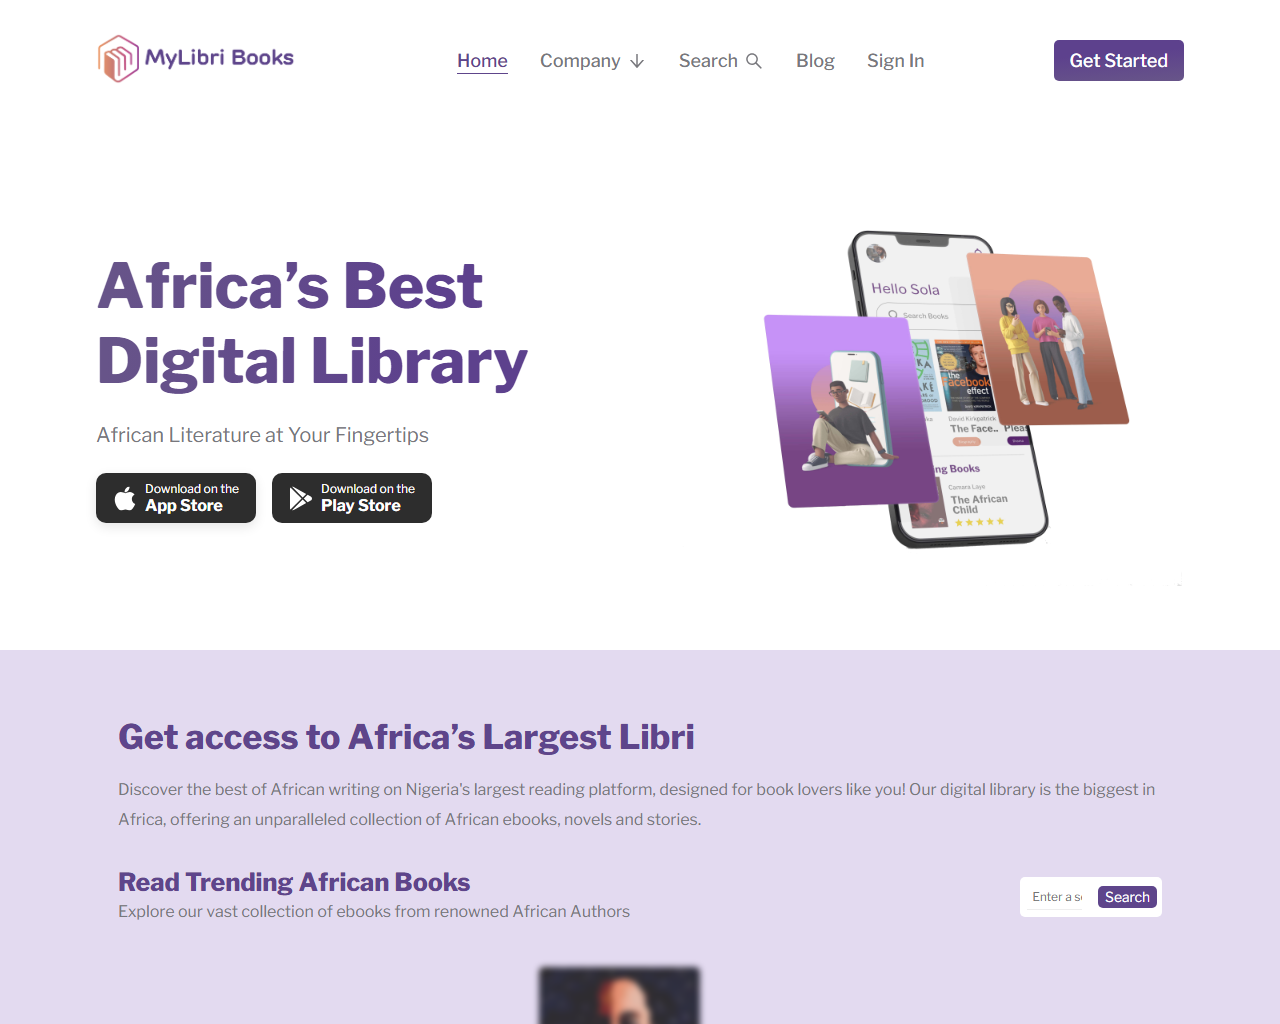 MyLibri Books
Home
Company
Search
Blog
Sign In
Get Started
Africa’s Best
Digital Library
African Literature at Your Fingertips
Download on the
App Store
Download on the
Play Store
Hello Sola
Search Books
the
facebook
effect
David Kirkpatrick
The Face..
Books
Camara Laye
The African
Child
Get access to Africa’s Largest Libri
Discover the best of African writing on Nigeria's largest reading platform, designed for book lovers like you! Our digital library is the biggest in
Africa, offering an unparalleled collection of African ebooks, novels and stories.
Read Trending African Books
Explore our vast collection of ebooks from renowned African Authors
Enter a
Search